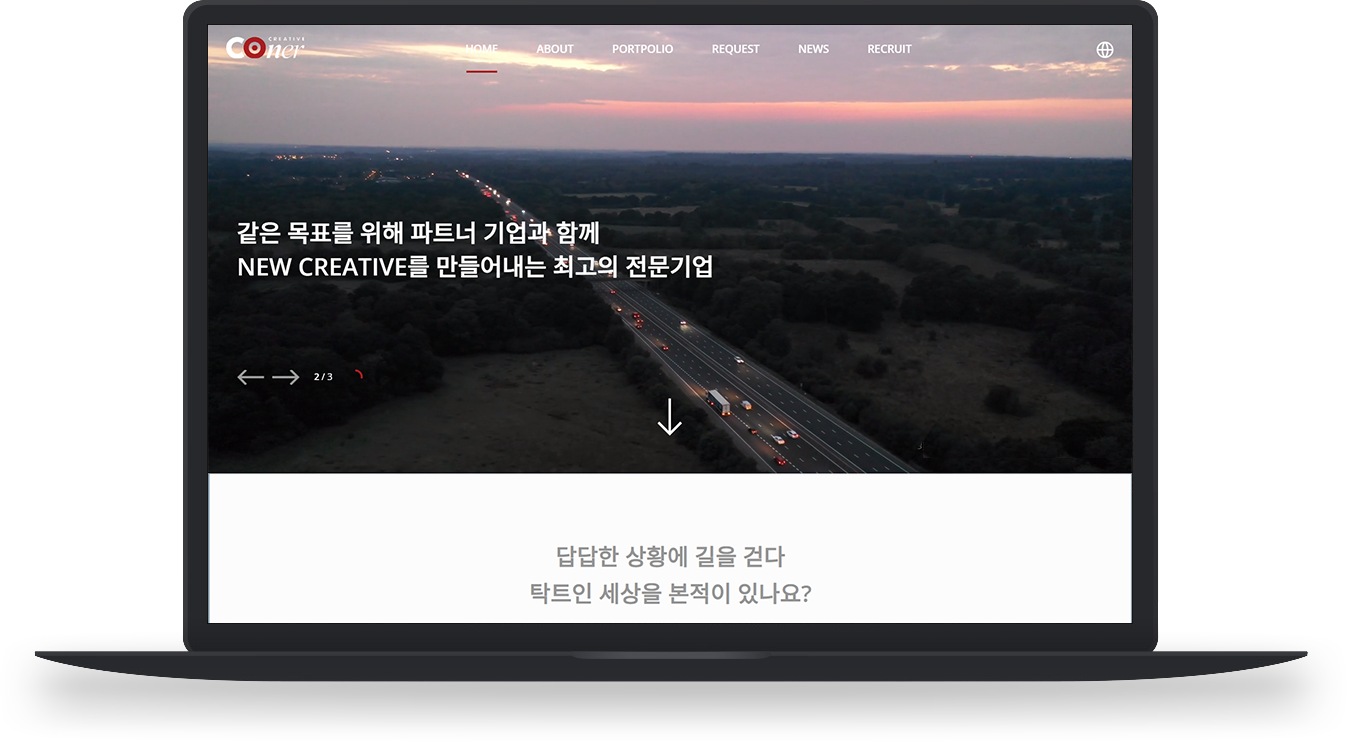 CREATIVE
COner
HOME ABOUT PORTPOLIO REQUEST NEWS RECRUIT
같은 목표를 위해 파트너 기업과 함께
NEW CREATIVE를 만들어내는 최고의 전문기업
2 / 3
답답한 상황에 길을 걷다
탁트인 세상을 본적이 있나요?